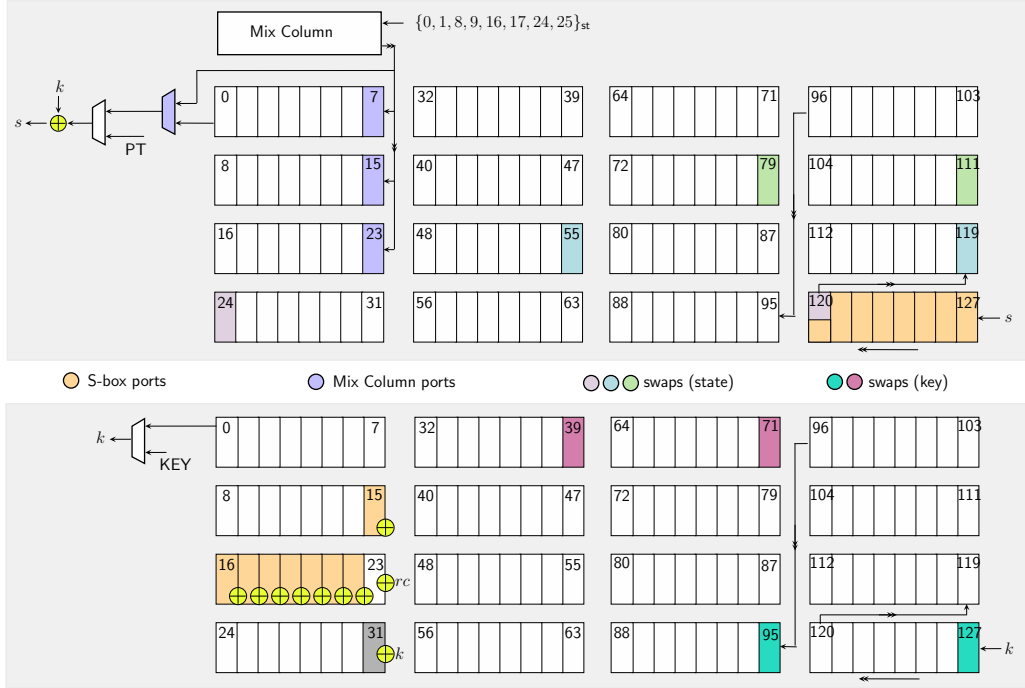 Mix Column
{0, 1, 8, 9, 16, 17, 24, 25}st
k
s
PT
0 7 32 39 64 71 96 103
8 15 40 47 72 79 104 111
16 23 48 55 80 87 112 119
24 31 56 63 88 95 120 127
s
S-box ports
Mix Column ports
swaps (state)
swaps (key)
k
KEY
0 7 32 39 64 71 96 103
8 15 40 47 72 79 104 111
16 23 rc 48 55 80 87 112 119
24 31 k 56 63 88 95 120 127
k